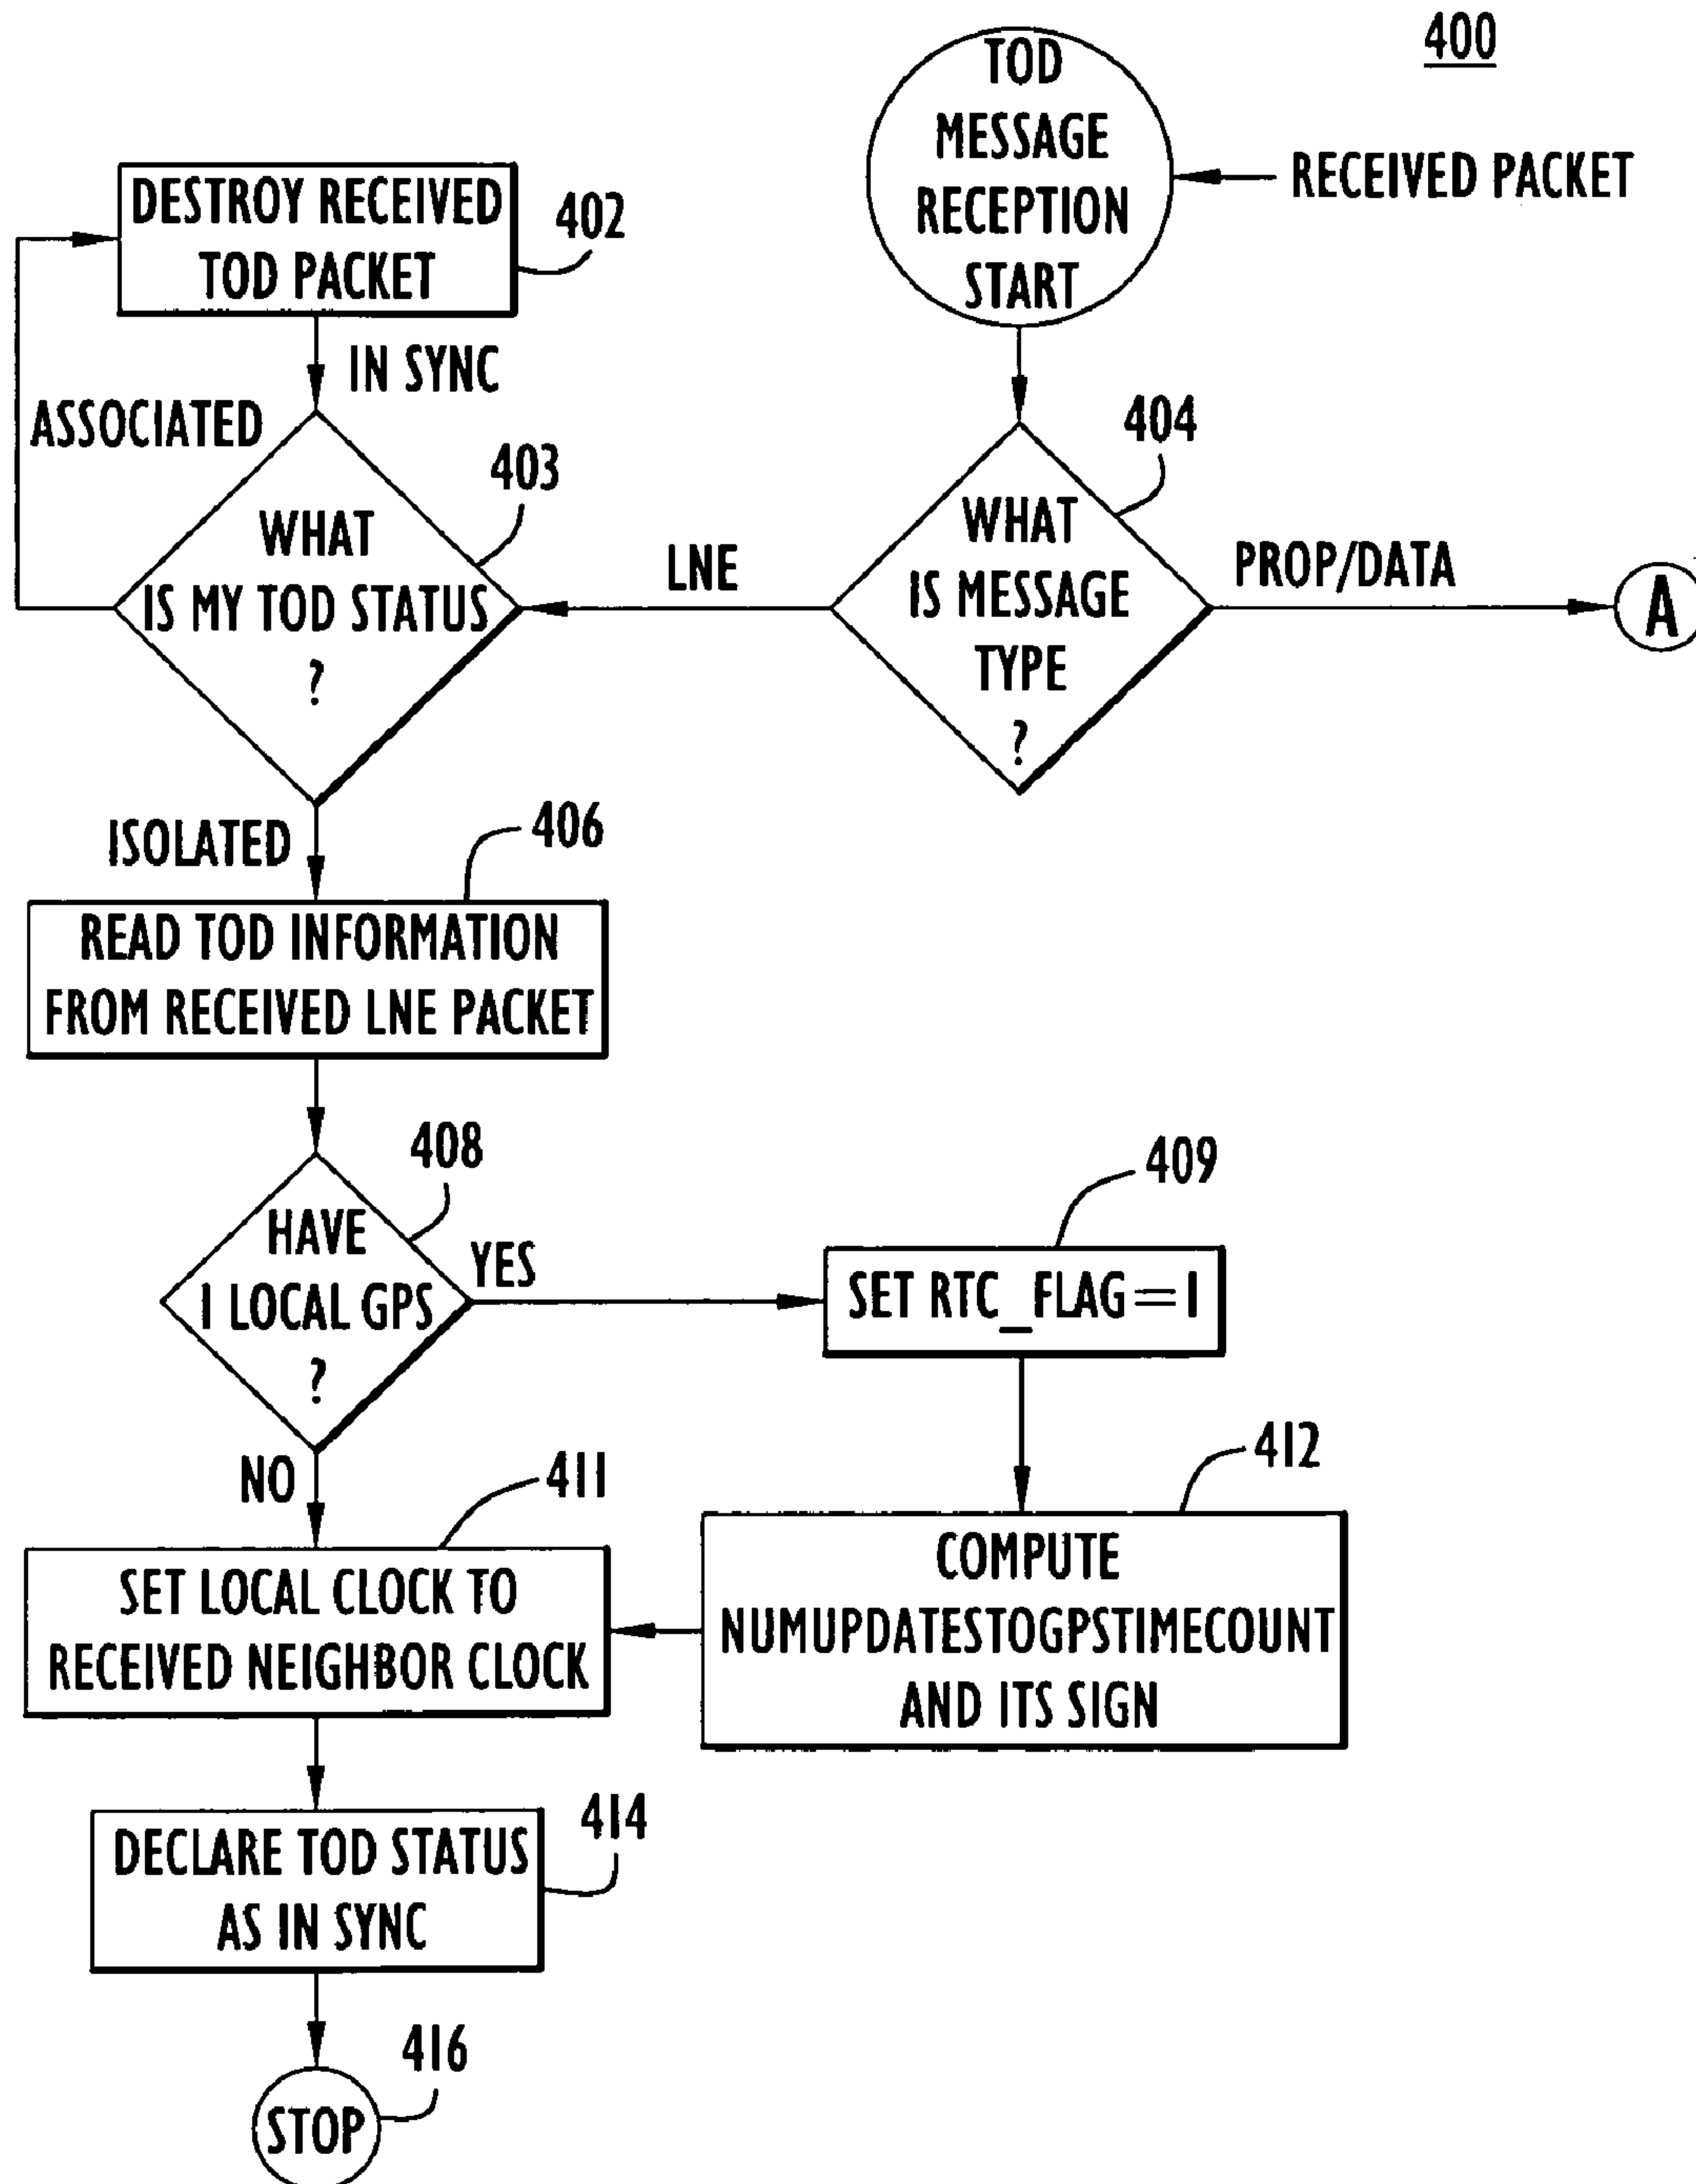 400
TOD
MESSAGE
RECEPTION
START
RECEIVED PACKET
DESTROY RECEIVED
TOD PACKET
402
IN SYNC
ASSOCIATED
403
WHAT
IS MY TOD STATUS
?
LNE
404
WHAT
IS MESSAGE
TYPE
?
PROP/DATA
A
ISOLATED
406
READ TOD INFORMATION
FROM RECEIVED LNE PACKET
408
HAVE
I LOCAL GPS
?
YES
409
SET RTC_FLAG=1
NO
411
SET LOCAL CLOCK TO
RECEIVED NEIGHBOR CLOCK
412
COMPUTE
NUMUPDATESTOGPSTIMECOUNT
AND ITS SIGN
414
DECLARE TOD STATUS
AS IN SYNC
416
STOP